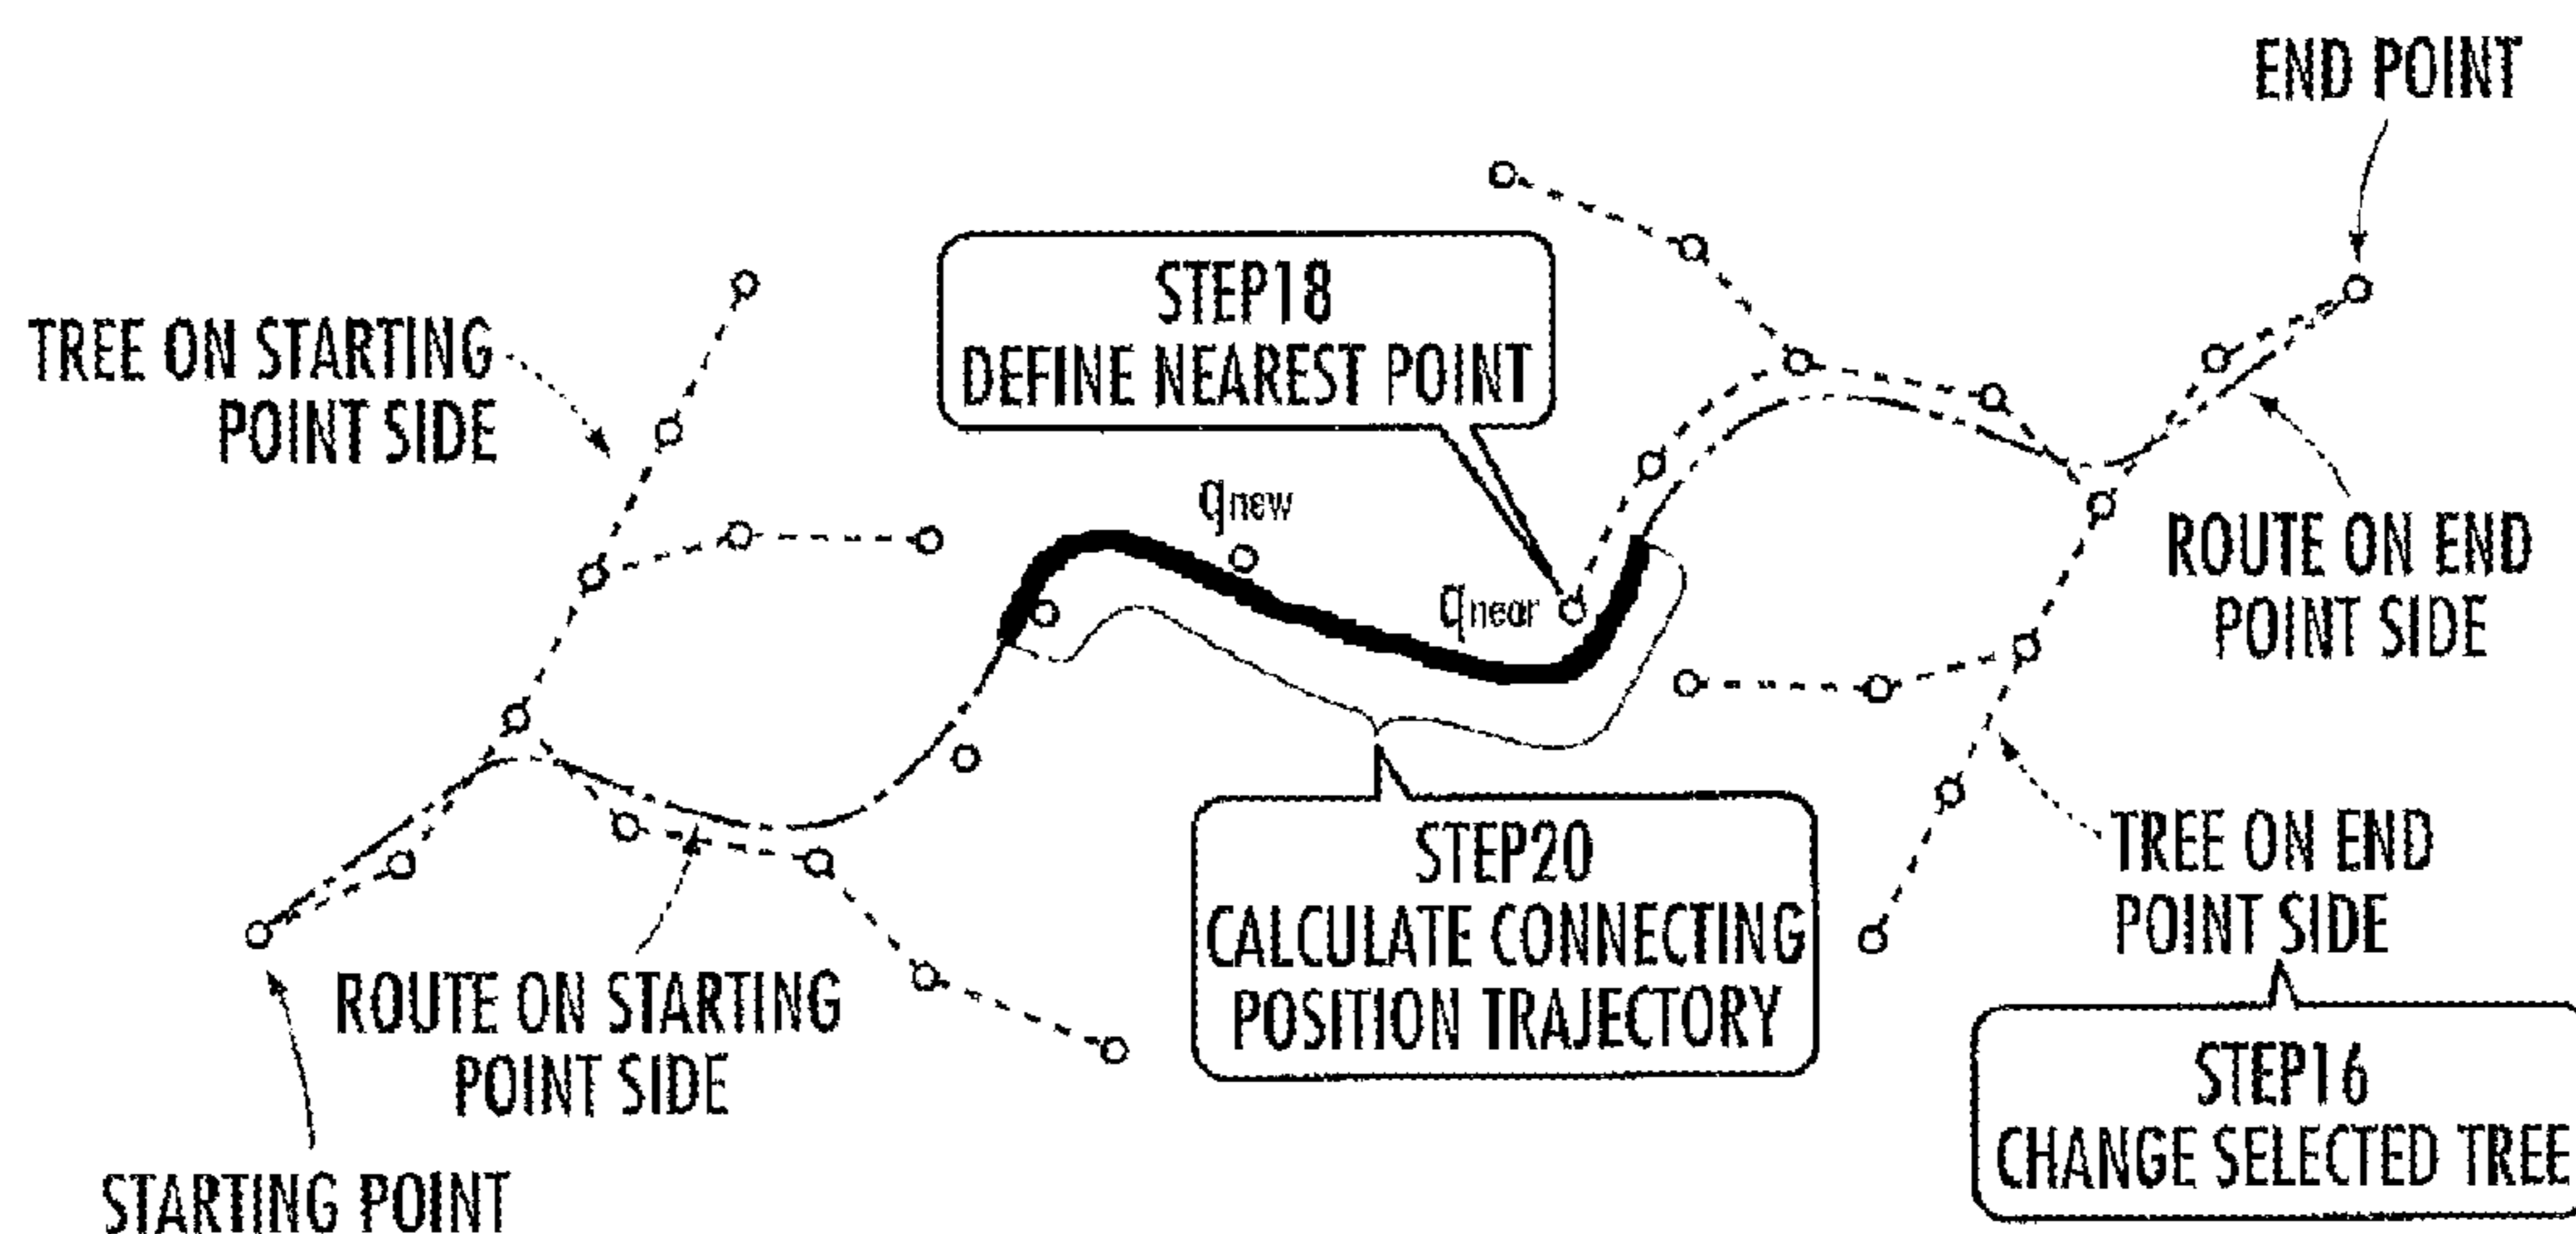 END POINT
STEP18
DEFINE NEAREST POINT
TREE ON STARTING
POINT SIDE
qnew
qnear
ROUTE ON END
POINT SIDE
STEP20
CALCULATE CONNECTING
POSITION TRAJECTORY
TREE ON END
POINT SIDE
ROUTE ON STARTING
POINT SIDE
STEP16
CHANGE SELECTED TREE
STARTING POINT